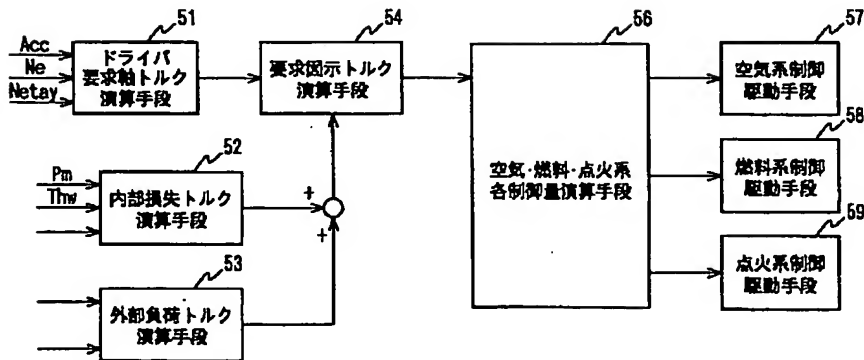 51
Acc
Ne
Netay
ドライバ
要求軸トルク
演算手段
54
要求図示トルク
演算手段
52
Pm
Thw
内部損失トルク
演算手段
+
+
53
外部負荷トルク
演算手段
56
空気・燃料・点火系
各制御量演算手段
57
空気系制御
駆動手段
58
燃料系制御
駆動手段
59
点火系制御
駆動手段